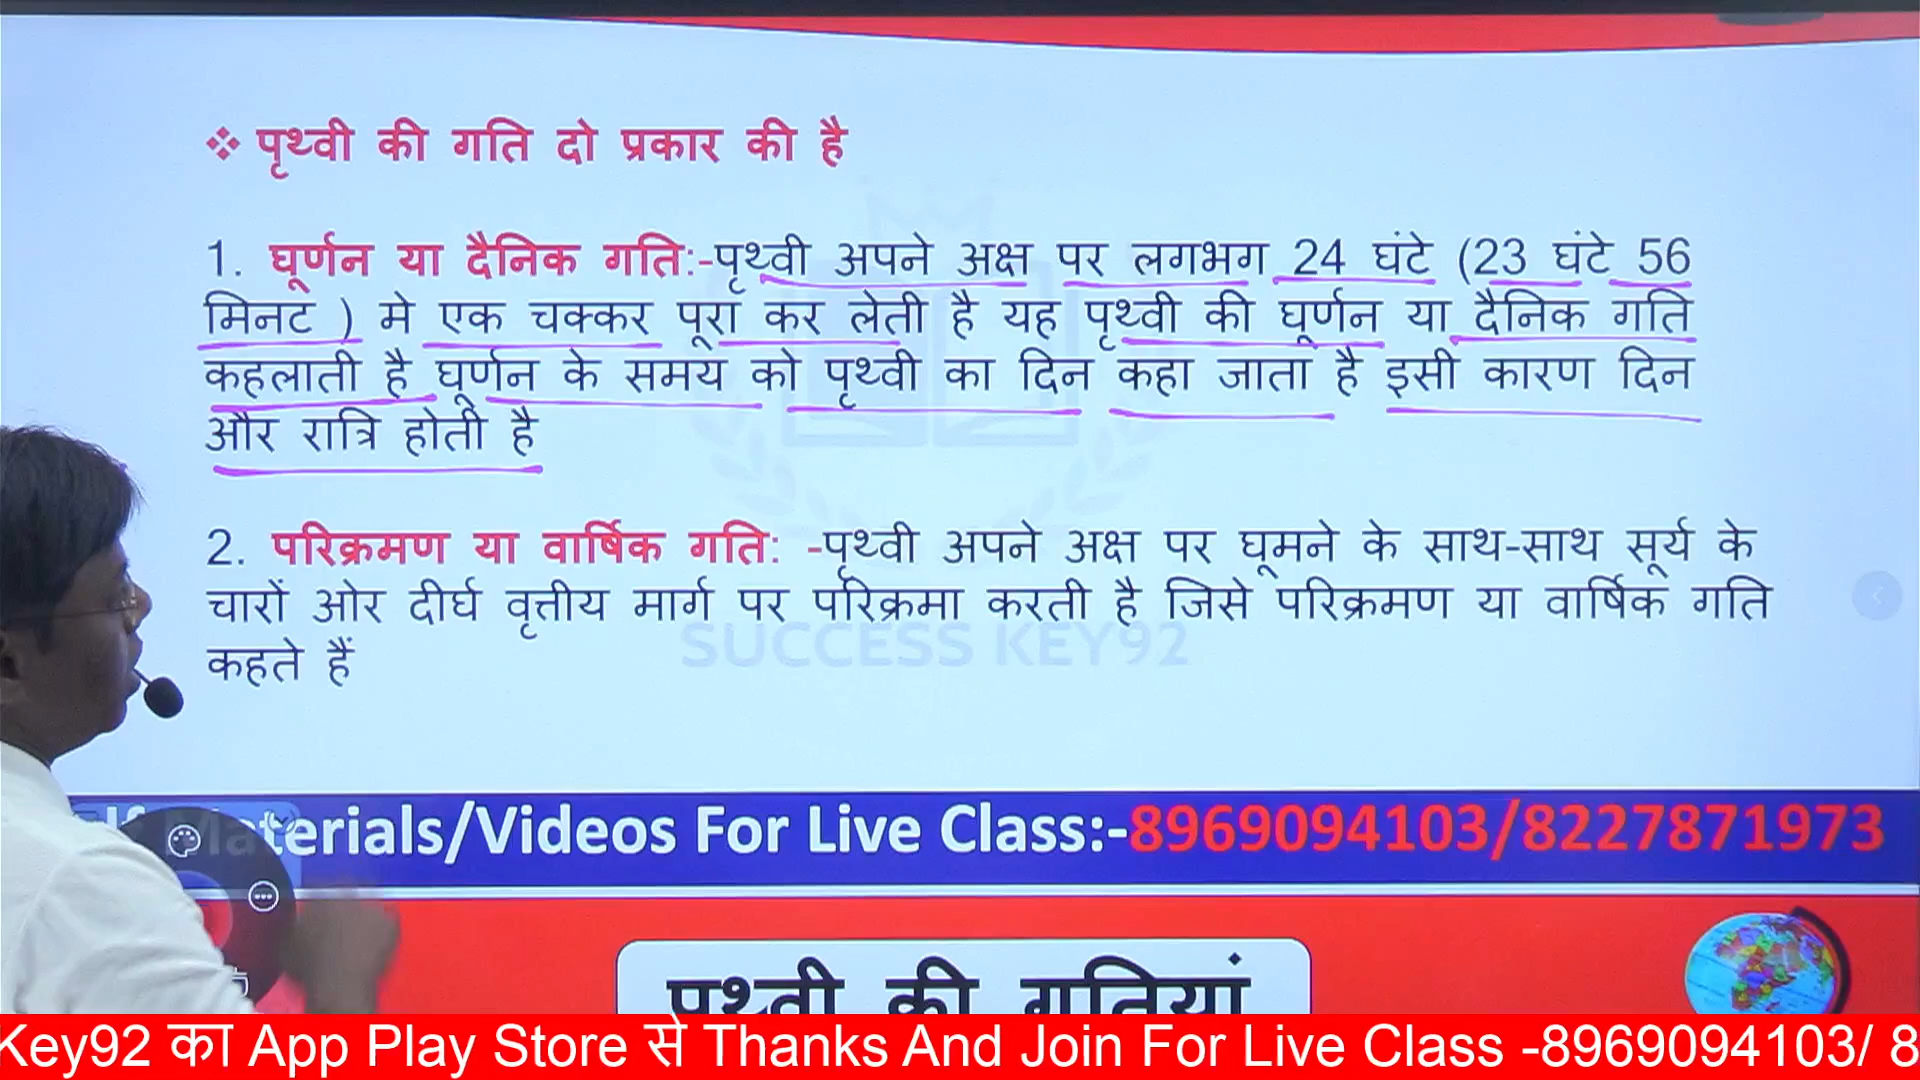 ❖ पृथ्वी की गति दो प्रकार की है
1. घूर्णन या दैनिक गति:-पृथ्वी अपने अक्ष पर लगभग 24 घंटे (23 घंटे 56
मिनट ) मे एक चक्कर पूरा कर लेती है यह पृथ्वी की घूर्णन या दैनिक गति
कहलाती है घूर्णन के समय को पृथ्वी का दिन कहा जाता है इसी कारण दिन
और रात्रि होती है
2. परिक्रमण या वार्षिक गति: -पृथ्वी अपने अक्ष पर घूमने के साथ-साथ सूर्य के
चारों ओर दीर्घ वृत्तीय मार्ग पर परिक्रमा करती है जिसे परिक्रमण या वार्षिक गति
कहते हैं
SUCCESS KEY92
Materials/Videos For Live Class:-8969094103/8227871973
पृथ्वी की गतियां
Key92 का App Play Store से Thanks And Join For Live Class -8969094103/ 8